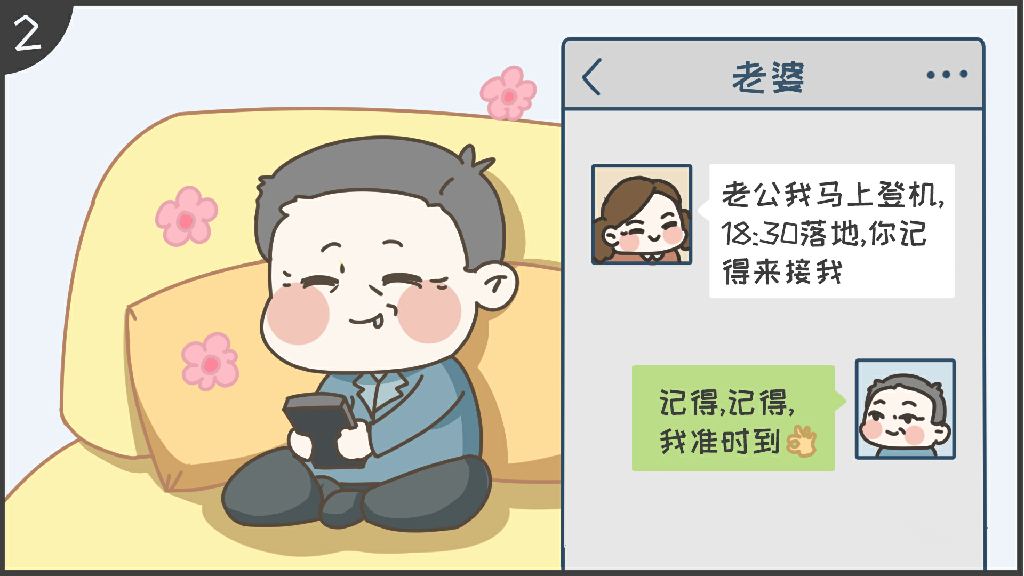 2
老婆
老公我马上登机,
18:30落地,你记
得来接我
记得,记得,
我准时到👌